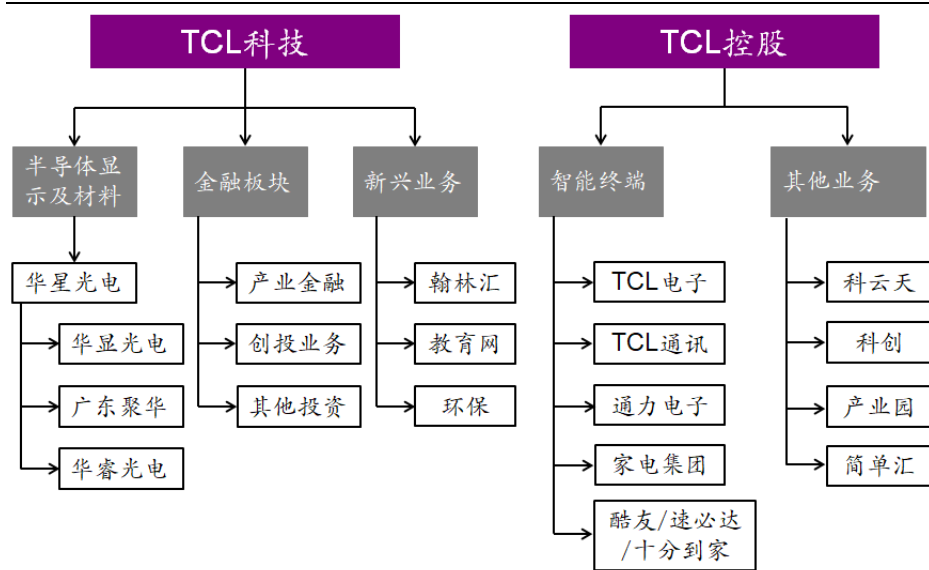 TCL科技
TCL控股
半导体显
示及材料
金融板块
新兴业务
智能终端
其他业务
华星光电
华显光电
广东聚华
华睿光电
产业金融
创投业务
其他投资
翰林汇
教育网
环保
TCL电子
TCL通讯
通力电子
家电集团
酷友/速必达
/十分到家
科云天
科创
产业园
简单汇